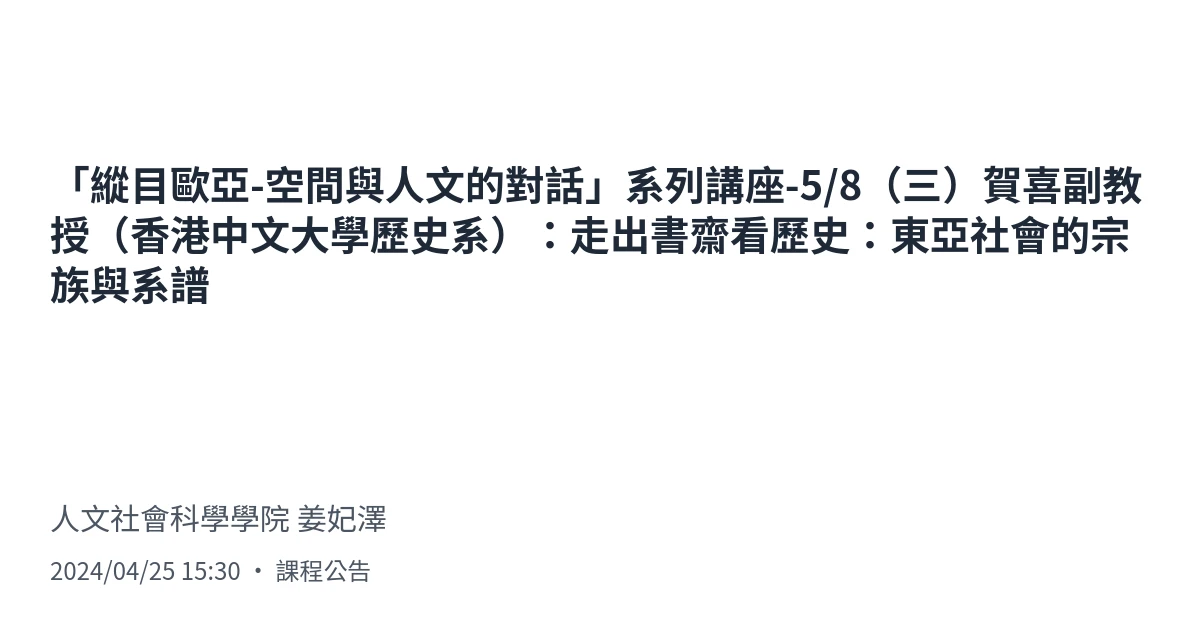 「縱目歐亞-空間與人文的對話」系列講座-5/8（三）賀喜副教
授（香港中文大學歷史系）：走出書齋看歷史：東亞社會的宗
族與系譜
人文社會科學學院 姜妃澤
2024/04/25 15:30 • 課程公告